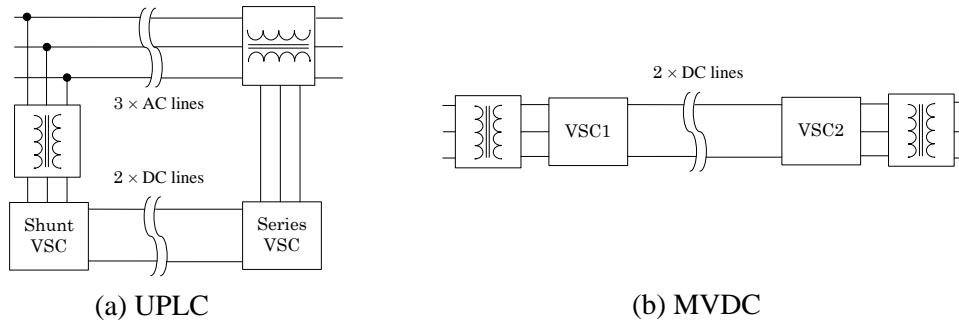 3 × AC lines
2 × DC lines
Shunt
VSC
Series
VSC
(a) UPLC
2 × DC lines
VSC1
VSC2
(b) MVDC